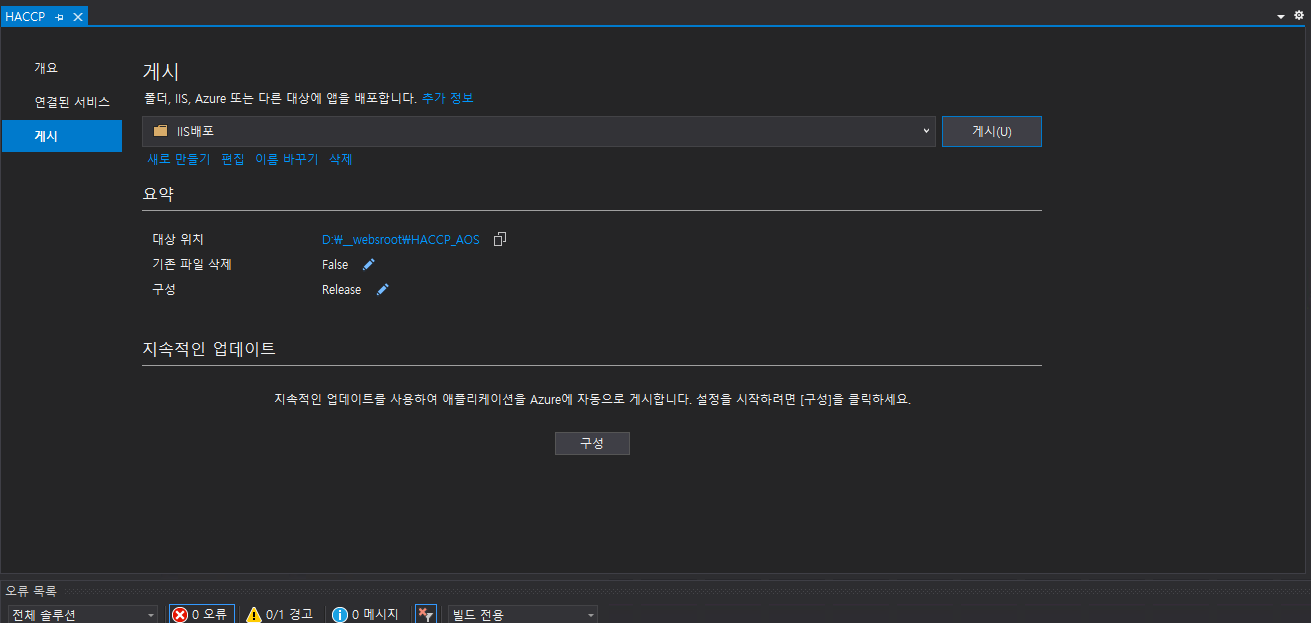 HACCP
개요
연결된 서비스
게시
게시
폴더, IIS, Azure 또는 다른 대상에 앱을 배포합니다. 추가 정보
IIS배포
게시(U)
새로 만들기 편집 이름 바꾸기 삭제
요약
대상 위치 D:₩__websroot₩HACCP_AOS
기존 파일 삭제 False
구성 Release
지속적인 업데이트
지속적인 업데이트를 사용하여 애플리케이션을 Azure에 자동으로 게시합니다. 설정을 시작하려면 [구성]을 클릭하세요.
구성
오류 목록
전체 솔루션 0 오류 0/1 경고 0 메시지 빌드 전용